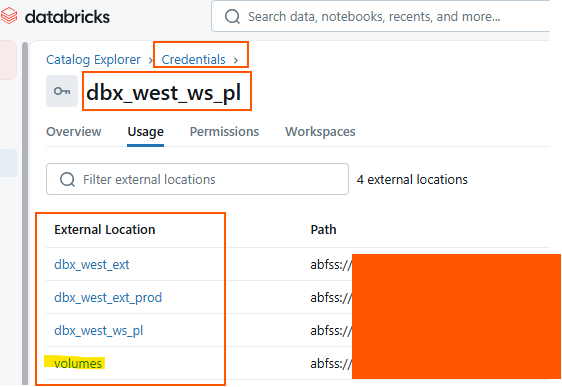 databricks
Search data, notebooks, recents, and more...
Catalog Explorer > Credentials >
dbx_west_ws_pl
Overview Usage Permissions Workspaces
Filter external locations 4 external locations
External Location Path
dbx_west_ext abfss://
dbx_west_ext_prod abfss://
dbx_west_ws_pl abfss://
volumes abfss://